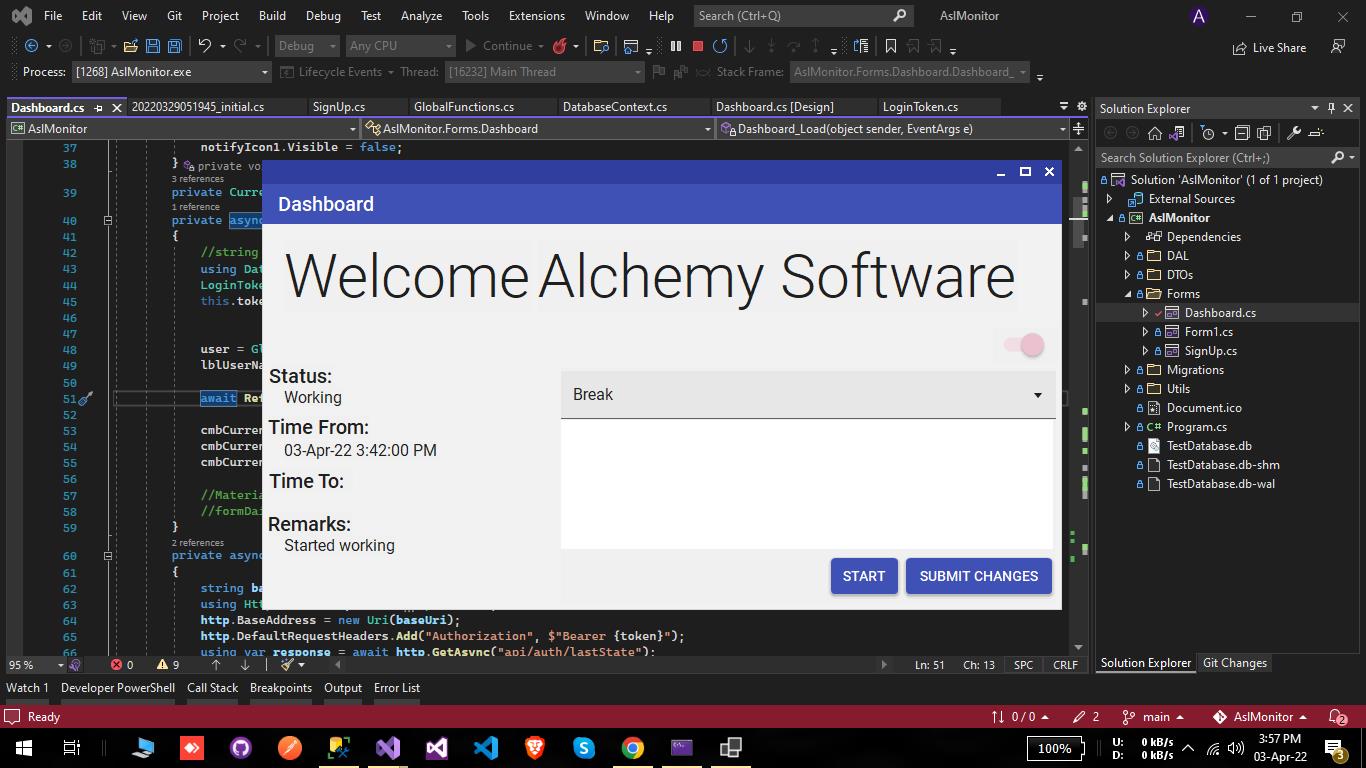 File Edit View Git Project Build Debug Test Analyze Tools Extensions Window Help Search (Ctrl+Q) AslMonitor A
Debug Any CPU Continue Live Share
Process: [1268] AslMonitor.exe Lifecycle Events Thread: [16232] Main Thread Stack Frame: AslMonitor.Forms.Dashboard.Dashboard_
Dashboard.cs 20220329051945_initial.cs SignUp.cs GlobalFunctions.cs DatabaseContext.cs Dashboard.cs [Design] LoginToken.cs
AslMonitor AslMonitor.Forms.Dashboard Dashboard_Load(object sender, EventArgs e)
37 notifyIcon1.Visible = false;
38 } private vo
3 references
39 private Curre
1 reference
40 private async
41 {
42 //string
43 using Dat
44 LoginToke
45 this.toke
46
47
48 user = Gl
49 lblUserNa
50
51 await Ref
52
53 cmbCurren
54 cmbCurren
55 cmbCurren
56
57 //Materia
58 //formDai
59 }
2 references
60 private async
61 {
62 string ba
63 using Ht
64 http.BaseAddress = new Uri(baseUri);
65 http.DefaultRequestHeaders.Add("Authorization", $"Bearer {token}");
66 using var response = await http.GetAsync("api/auth/lastState");
Dashboard
Welcome Alchemy Software
Status:
Working
Time From:
03-Apr-22 3:42:00 PM
Time To:
Remarks:
Started working
Break
START SUBMIT CHANGES
Solution Explorer
Search Solution Explorer (Ctrl+;)
Solution 'AslMonitor' (1 of 1 project)
External Sources
AslMonitor
Dependencies
DAL
DTOs
Forms
Dashboard.cs
Form1.cs
SignUp.cs
Migrations
Utils
Document.ico
Program.cs
TestDatabase.db
TestDatabase.db-shm
TestDatabase.db-wal
Solution Explorer Git Changes
95 % 0 9 Ln: 51 Ch: 13 SPC CRLF
Watch 1 Developer PowerShell Call Stack Breakpoints Output Error List
Ready 0 / 0 2 main AslMonitor 2
100% U: 0 kB/s D: 0 kB/s 3:57 PM 03-Apr-22 3